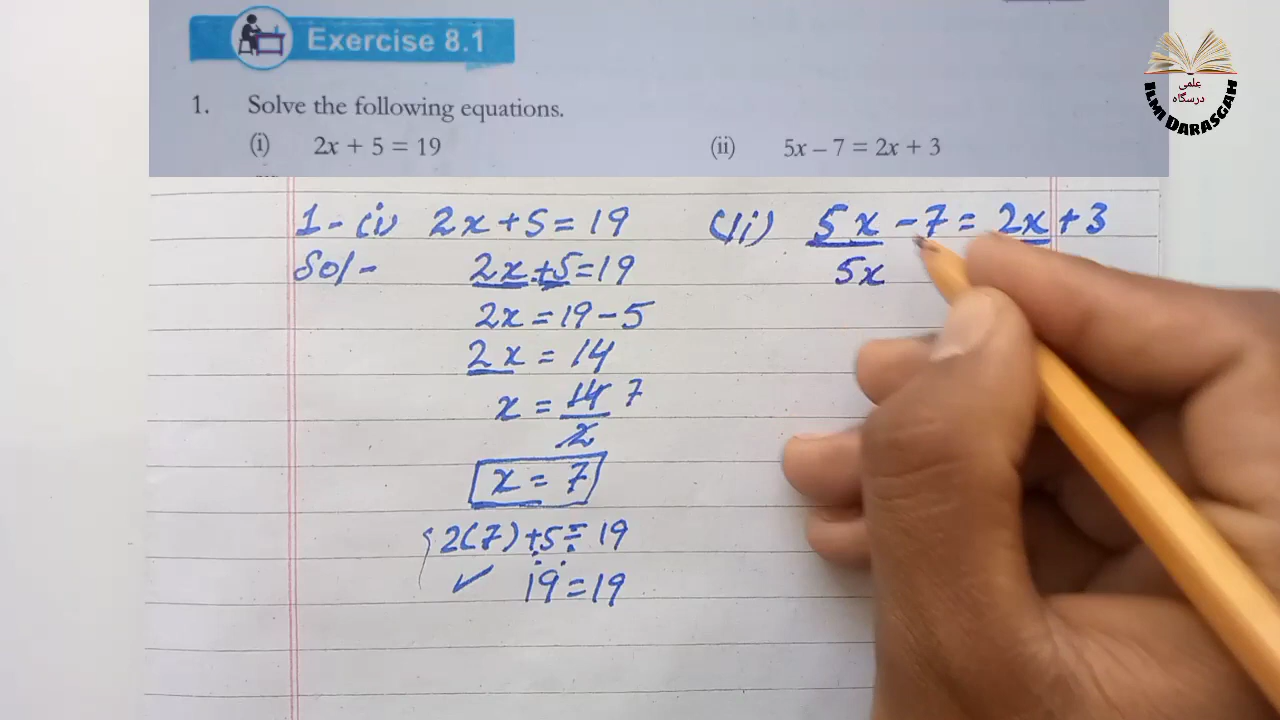 Exercise 8.1
1. Solve the following equations.
(i) 2x + 5 = 19
(ii) 5x – 7 = 2x + 3
علمی
درسگاہ
ILMI DARASGAH
1-(i) 2x+5=19
Sol- 2x+5=19
2x=19-5
2x=14
x=14/2 7
x=7
2(7)+5=19
✓ 19=19
(ii) 5x-7=2x+3
5x